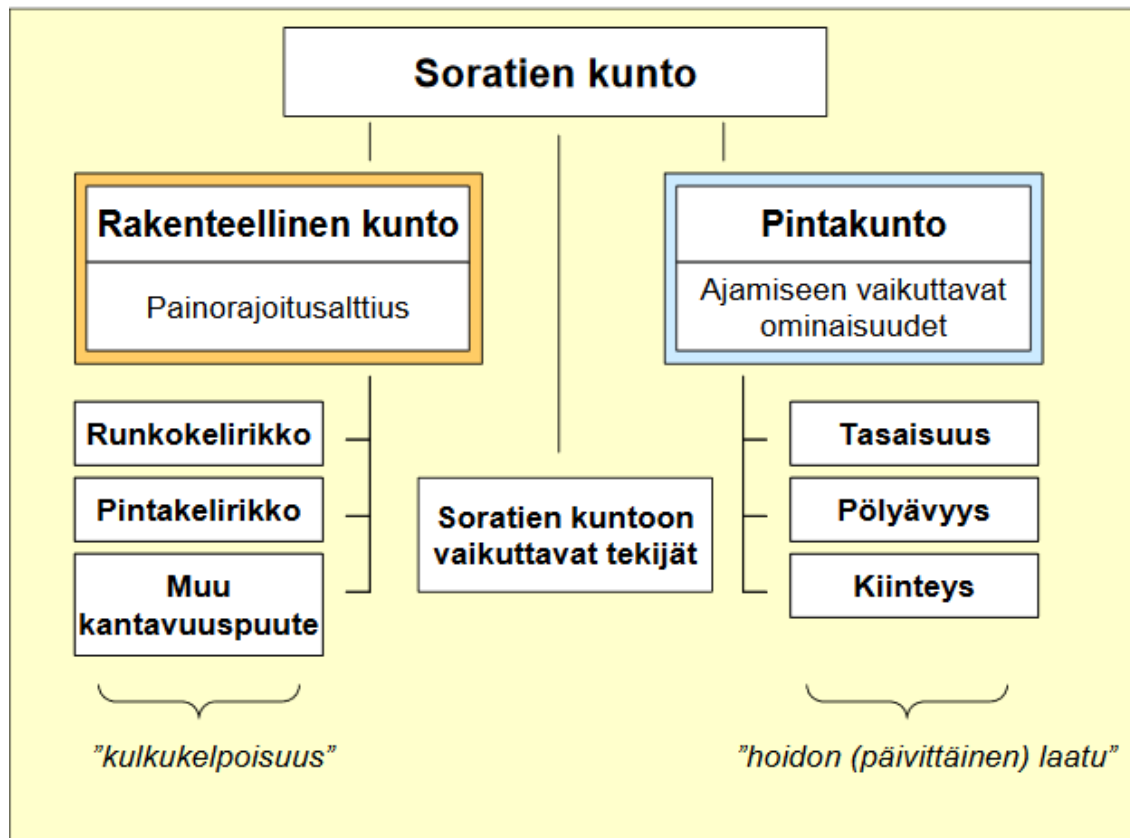 Soratien kunto
Rakenteellinen kunto
Painorajoitusalttius
Runkokelirikko
Pintakelirikko
Muu
kantavuuspuute
"kulkukelpoisuus"
Soratien kuntoon
vaikuttavat tekijät
Pintakunto
Ajamiseen vaikuttavat
ominaisuudet
Tasaisuus
Pölyävyys
Kiinteys
"hoidon (päivittäinen) laatu"